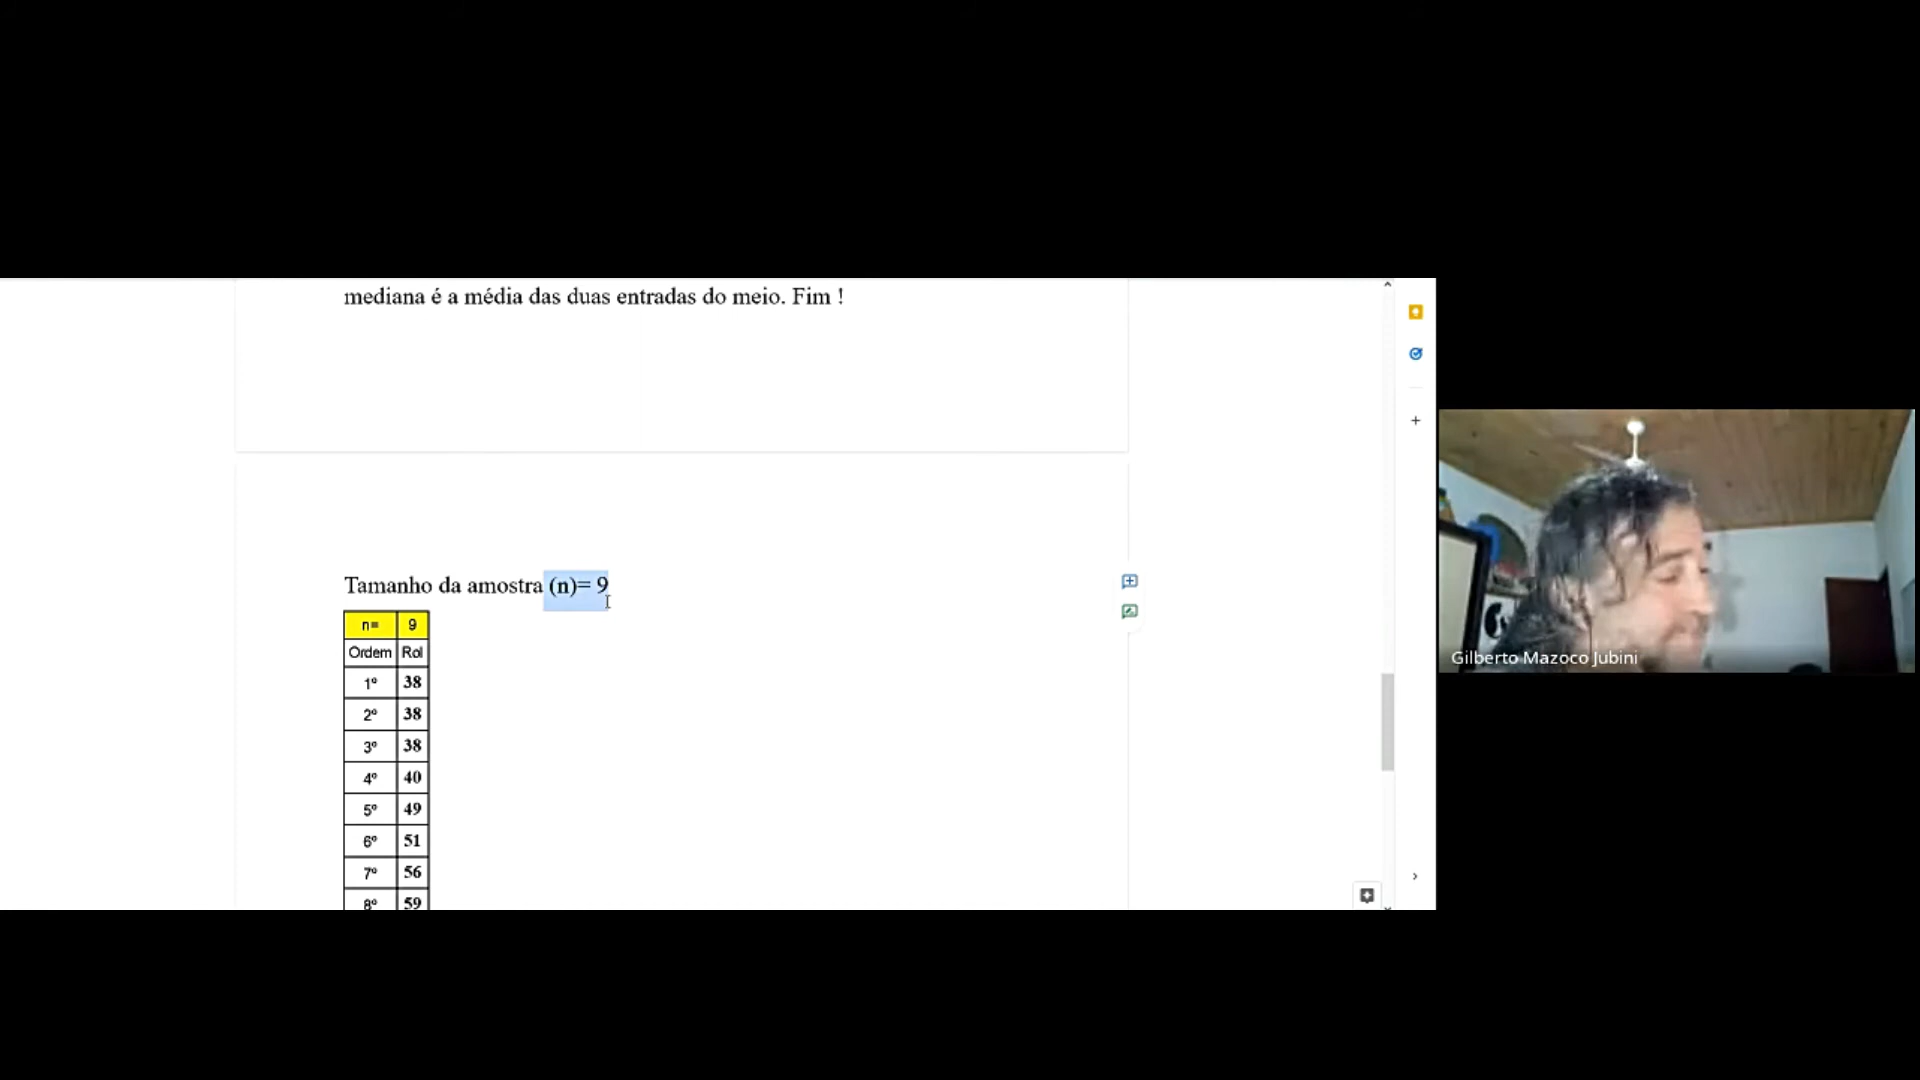 mediana é a média das duas entradas do meio. Fim !
Tamanho da amostra (n)= 9
n= 9
Ordem Rol
1º 38
2º 38
3º 38
4º 40
5º 49
6º 51
7º 56
8º 59
Gilberto Mazoco Jubini